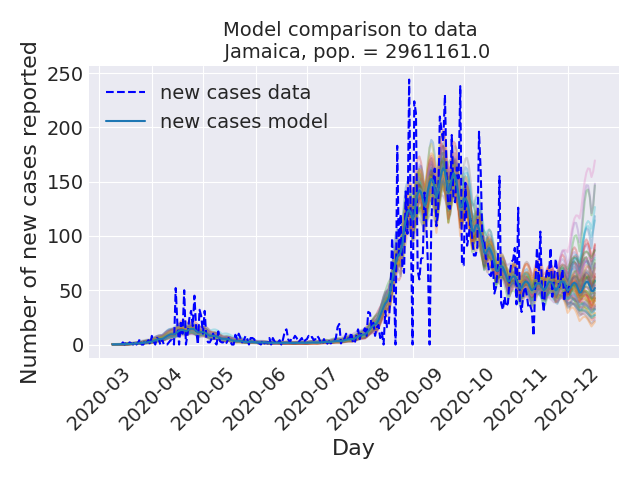 Model comparison to data
Jamaica, pop. = 2961161.0
Number of new cases reported
250
200
150
100
50
0
new cases data
new cases model
2020-03
2020-04
2020-05
2020-06
2020-07
2020-08
2020-09
2020-10
2020-11
2020-12
Day